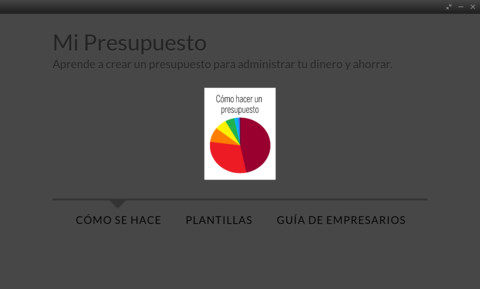 Mi Presupuesto
Aprende a crear un presupuesto para administrar tu dinero y ahorrar.
Cómo hacer un
presupuesto
CÓMO SE HACE PLANTILLAS GUÍA DE EMPRESARIOS